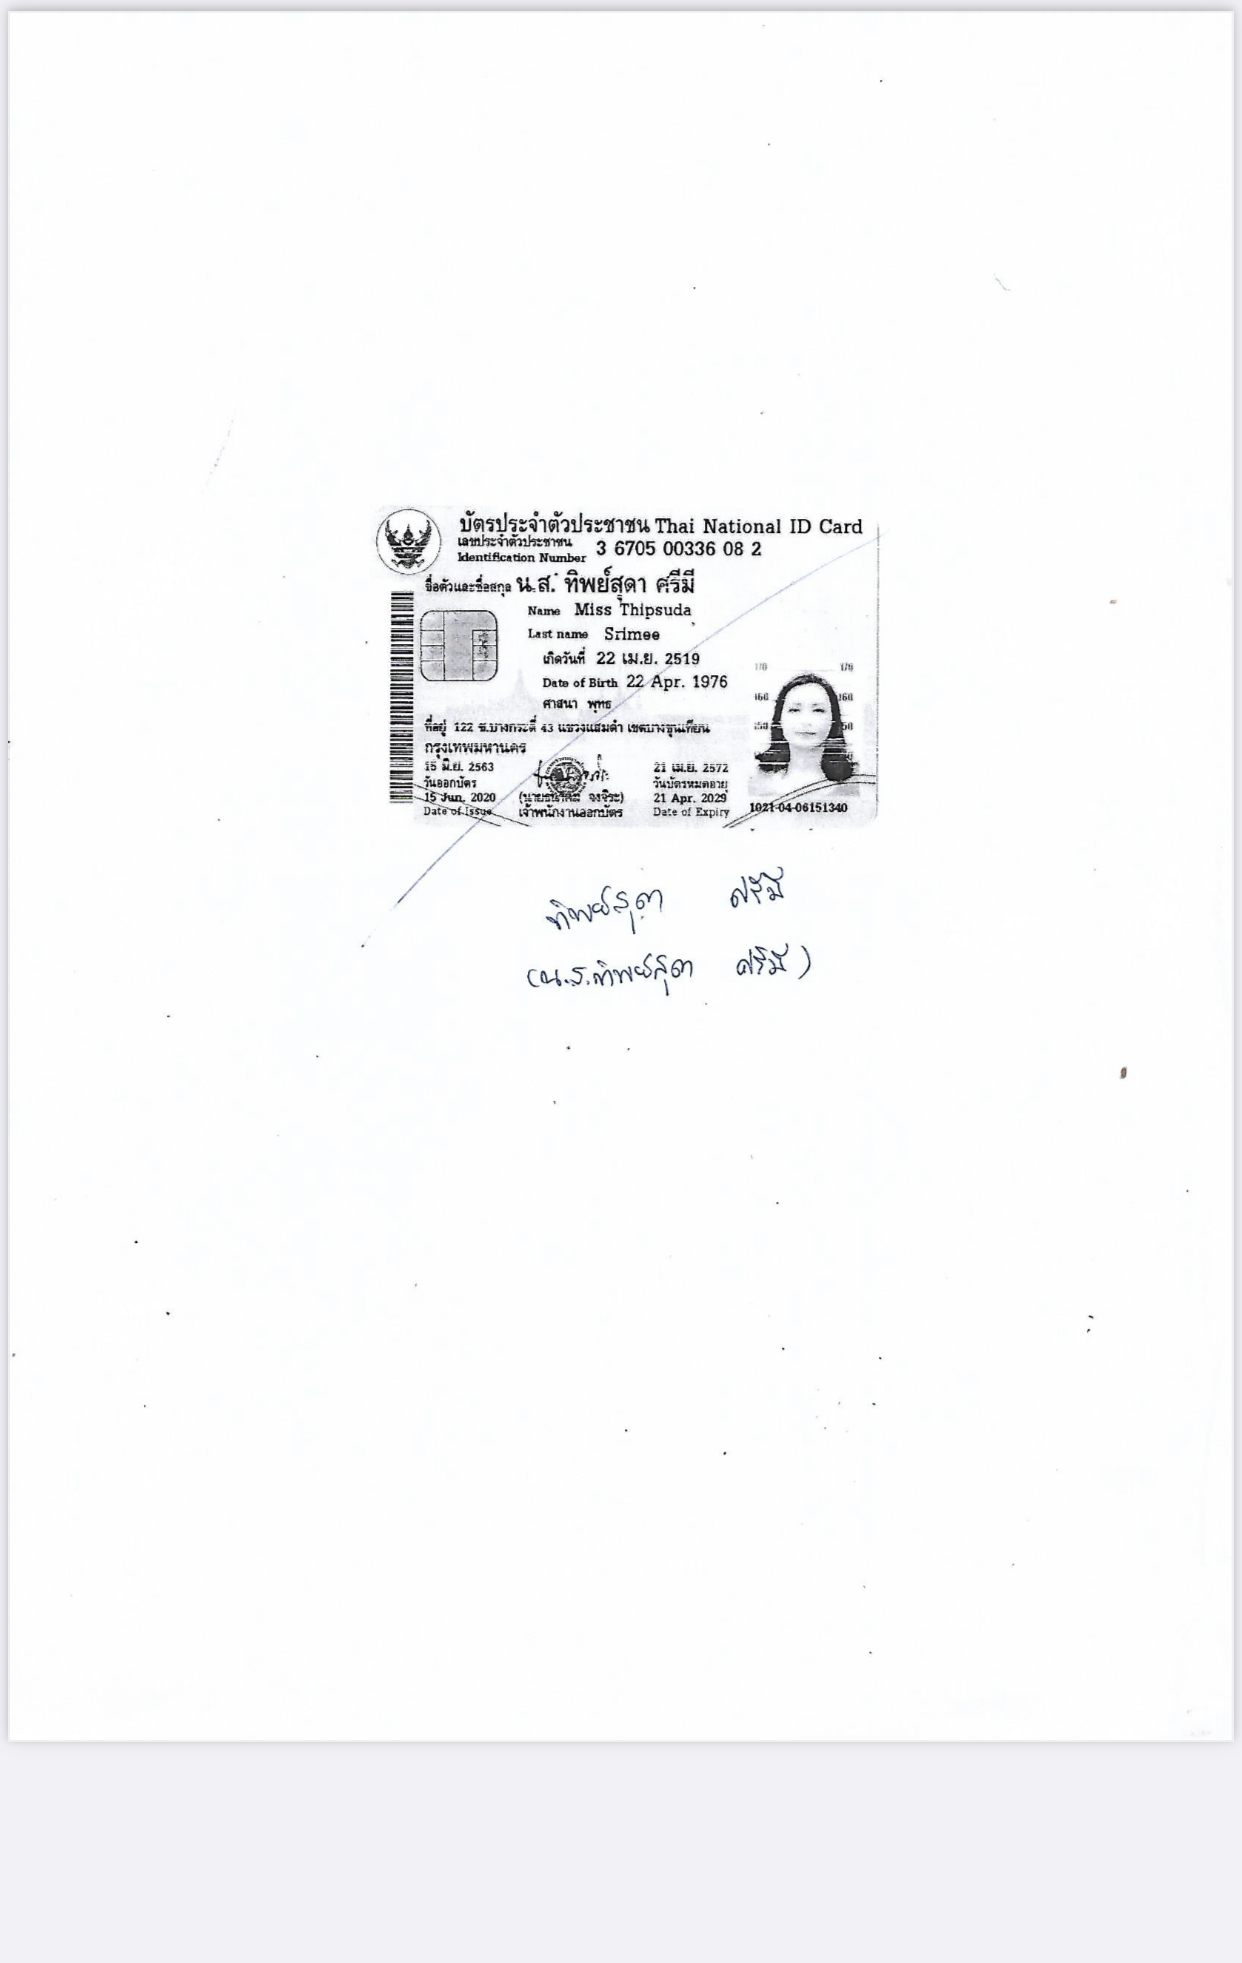 บัตรประจำตัวประชาชน Thai National ID Card
เลขประจำตัวประชาชน
Identification Number 3 6705 00336 08 2
ชื่อตัวและชื่อสกุล น.ส. ทิพย์สุดา ศรีมี
Name Miss Thipsuda
Last name Srimee
เกิดวันที่ 22 เม.ย. 2519
Date of Birth 22 Apr. 1976
ศาสนา พุทธ
ที่อยู่ 122 ซ.บางกระดี่ 43 แขวงแสมดำ เขตบางขุนเทียน
กรุงเทพมหานคร
15 มิ.ย. 2563
วันออกบัตร
15 Jun. 2020
Date of Issue
เจ้าพนักงานออกบัตร
21 เม.ย. 2572
วันบัตรหมดอายุ
21 Apr. 2029
Date of Expiry
170 170
160 160
150 150
1021-04-06151340
ทิพย์สุดา ศรีมี
(น.ส.ทิพย์สุดา ศรีมี)